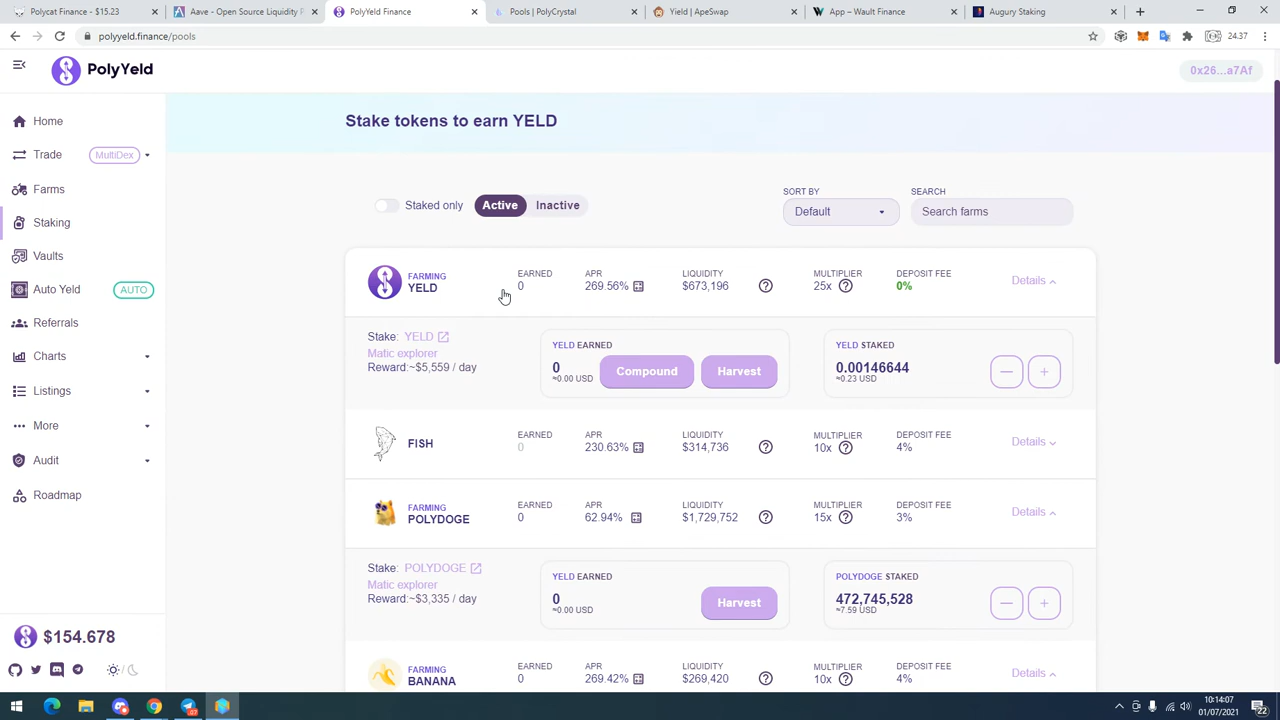 Polycat Finance - $15.23
Aave - Open Source Liquidity P
PolyYeld Finance
Pools | PolyCrystal
Yield | ApeSwap
App – Wault Finance
Augury Staking
polyyeld.finance/pools
24.37
PolyYeld
0x26...a7Af
Home
Trade MultiDex
Farms
Staking
Vaults
Auto Yeld AUTO
Referrals
Charts
Listings
More
Audit
Roadmap
$154.678
Stake tokens to earn YELD
Staked only Active Inactive
SORT BY
Default
SEARCH
Search farms
FARMING
YELD
EARNED
0
APR
269.56%
LIQUIDITY
$673,196
MULTIPLIER
25x
DEPOSIT FEE
0%
Details
Stake: YELD
Matic explorer
Reward:~$5,559 / day
YELD EARNED
0
≈0.00 USD
Compound
Harvest
YELD STAKED
0.00146644
≈0.23 USD
FISH
EARNED
0
APR
230.63%
LIQUIDITY
$314,736
MULTIPLIER
10x
DEPOSIT FEE
4%
Details
FARMING
POLYDOGE
EARNED
0
APR
62.94%
LIQUIDITY
$1,729,752
MULTIPLIER
15x
DEPOSIT FEE
3%
Details
Stake: POLYDOGE
Matic explorer
Reward:~$3,335 / day
YELD EARNED
0
≈0.00 USD
Harvest
POLYDOGE STAKED
472,745,528
≈7.59 USD
FARMING
BANANA
EARNED
0
APR
269.42%
LIQUIDITY
$269,420
MULTIPLIER
10x
DEPOSIT FEE
4%
Details
10:14:07
01/07/2021
22